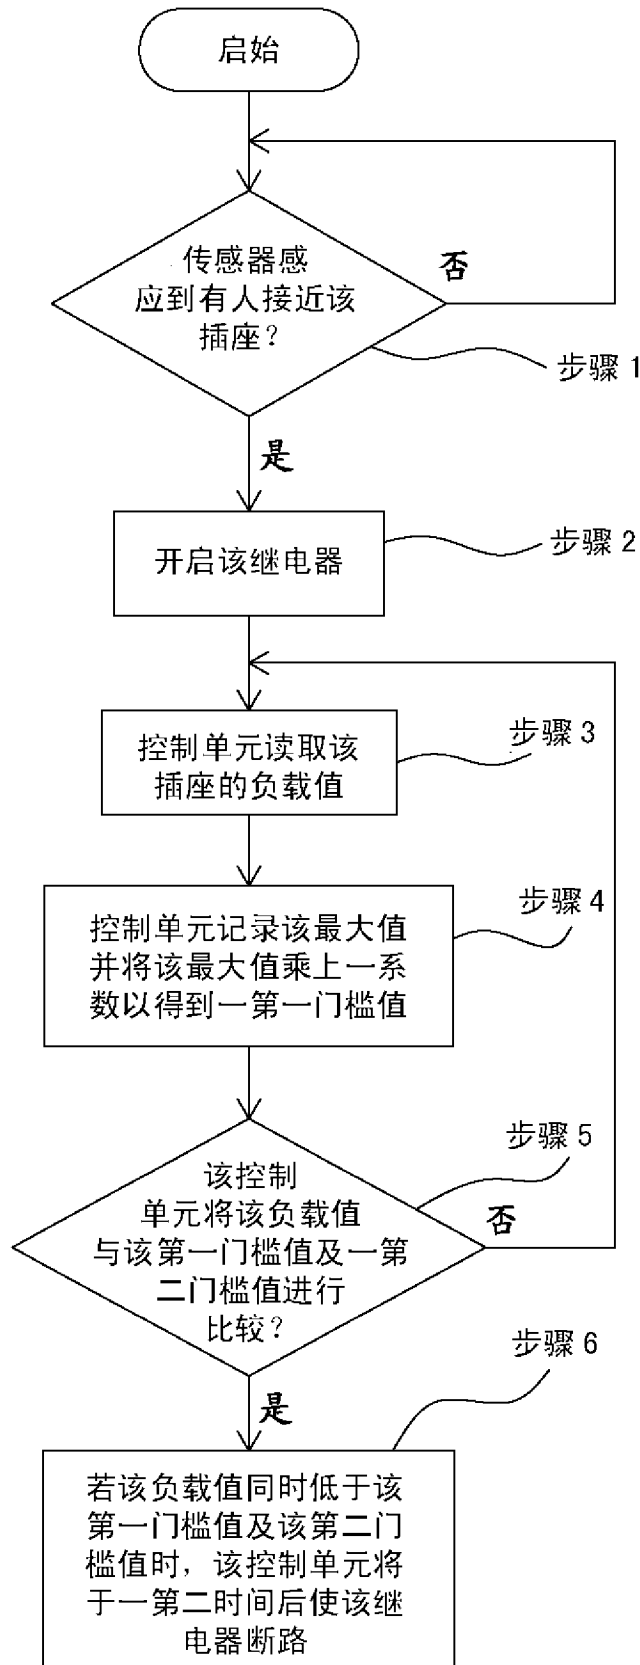 启始
传感器感
应到有人接近该
插座?
否
步骤 1
是
开启该继电器
步骤 2
控制单元读取该
插座的负载值
步骤 3
控制单元记录该最大值
并将该最大值乘上一系
数以得到一第一门槛值
步骤 4
该控制
单元将该负载值
与该第一门槛值及一第
二门槛值进行
比较?
步骤 5
否
是
步骤 6
若该负载值同时低于该
第一门槛值及该第二门
槛值时，该控制单元将
于一第二时间后使该继
电器断路